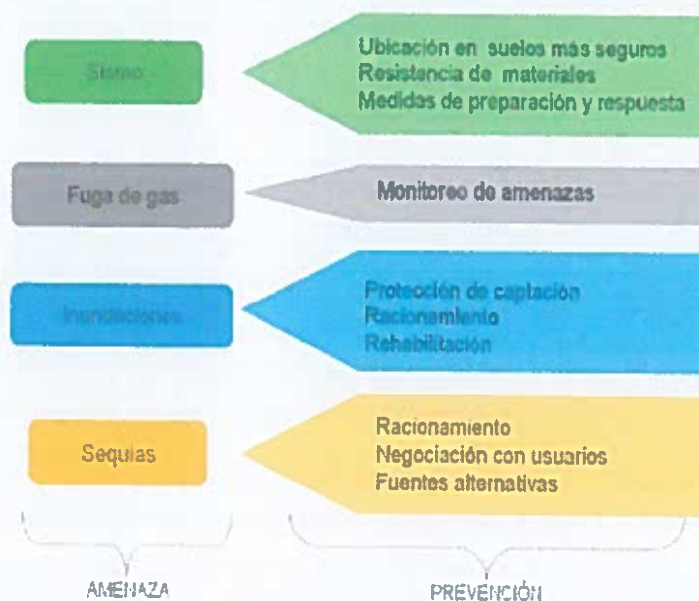 Sismo
Ubicación en suelos más seguros
Resistencia de materiales
Medidas de preparación y respuesta
Fuga de gas
Monitoreo de amenazas
Inundaciones
Protección de captación
Racionamiento
Rehabilitación
Sequias
Racionamiento
Negociación con usuarios
Fuentes alternativas
AMENAZA
PREVENCIÓN